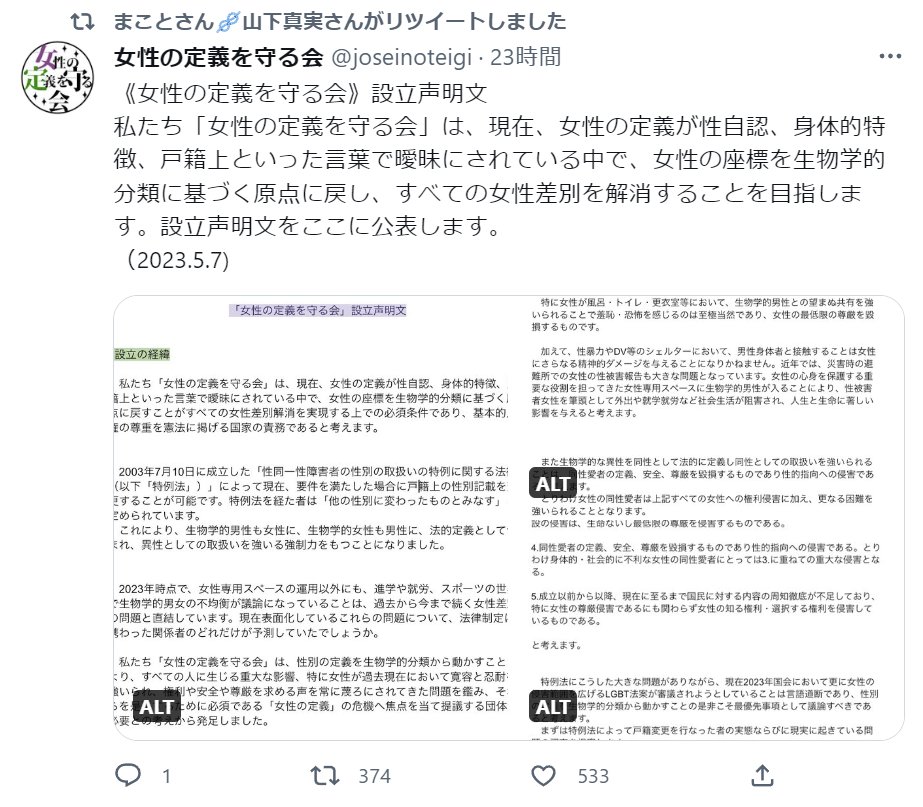 まことさん🧬山下真実さんがリツイートしました
女性の定義を守る会 @joseinoteigi · 23時間
女性の定義を守る会
《女性の定義を守る会》設立声明文
私たち「女性の定義を守る会」は、現在、女性の定義が性自認、身体的特
徴、戸籍上といった言葉で曖昧にされている中で、女性の座標を生物学的
分類に基づく原点に戻し、すべての女性差別を解消することを目指しま
す。設立声明文をここに公表します。
（2023.5.7)
「女性の定義を守る会」設立声明文
設立の経緯
私たち「女性の定義を守る会」は、現在、女性の定義が性自認、身体的特徴、
籍上といった言葉で曖昧にされている中で、女性の座標を生物学的分類に基づく
点に戻すことがすべての女性差別解消を実現する上での必須条件であり、基本的
権の尊重を憲法に掲げる国家の責務であると考えます。
2003年7月10日に成立した「性同一性障害者の性別の取扱いの特例に関する法
（以下「特例法」）」によって現在、要件を満たした場合に戸籍上の性別記載を
更することが可能です。特例法を経た者は「他の性別に変わったものとみなす」
定められています。
これにより、生物学的男性も女性に、生物学的女性も男性に、法的定義として
まれ、異性としての取扱いを強いる強制力をもつことになりました。
2023年時点で、女性専用スペースの運用以外にも、進学や就労、スポーツの世
で生物学的男女の不均衡が議論になっていることは、過去から今まで続く女性差
の問題と直結しています。現在表面化しているこれらの問題について、法律制定に
携わった関係者のどれだけが予測していたでしょうか。
私たち「女性の定義を守る会」は、性別の定義を生物学的分類から動かすこと
より、すべての人に生じる重大な影響、特に女性が過去現在において寛容と忍耐
強いられ、権利や安全や尊厳を求める声を常に蔑ろにされてきた問題を鑑み、そ
ために必須である「女性の定義」の危機へ焦点を当て提議する団体
必要との考えから発足しました。
ALT
特に女性が風呂・トイレ・更衣室等において、生物学的男性との望まぬ共有を強
いられることで羞恥・恐怖を感じるのは至極当然であり、女性の最低限の尊厳を毀
損するものです。
加えて、性暴力やDV等のシェルターにおいて、男性身体者と接触することは女性
にさらなる精神的ダメージを与えることになりかねません。近年では、災害時の避
難所での女性の性被害報告も大きな問題となっています。女性の心身を保護する重
要な役割を担ってきた女性専用スペースに生物学的男性が入ることにより、性被害
者女性を筆頭として外出や就学就労など社会生活が阻害され、人生と生命に著しい
影響を与えると考えます。
また生物学的な異性を同性として法的に定義し同性としての取扱いを強いられる
性愛者の定義、安全、尊厳を毀損するものであり性的指向への侵害であ
ます。
ALT
とりわけ女性の同性愛者は上記すべての女性への権利侵害に加え、更なる困難を
強いられることとなります。
設の侵害は、生命ないし最低限の尊厳を侵害するものである。
4.同性愛者の定義、安全、尊厳を毀損するものであり性的指向への侵害である。とり
わけ身体的・社会的に不利な女性の同性愛者にとっては3.に重ねての重大な侵害とな
る。
5.成立以前から以降、現在に至るまで国民に対する内容の周知徹底が不足しており、
特に女性の尊厳侵害であるにも関わらず女性の知る権利・選択する権利を侵害して
いるものである。
と考えます。
特例法にこうした大きな問題がありながら、現在2023年国会において更に女性の
侵害範囲を広げるLGBT法案が審議されようとしていることは言語道断であり、性別
生物学的分類から動かすことの是非こそ最優先事項として議論すべきであ
ると考えます。
ALT
まずは特例法によって戸籍変更を行なった者の実態ならびに現実に起きている問
1
374
533